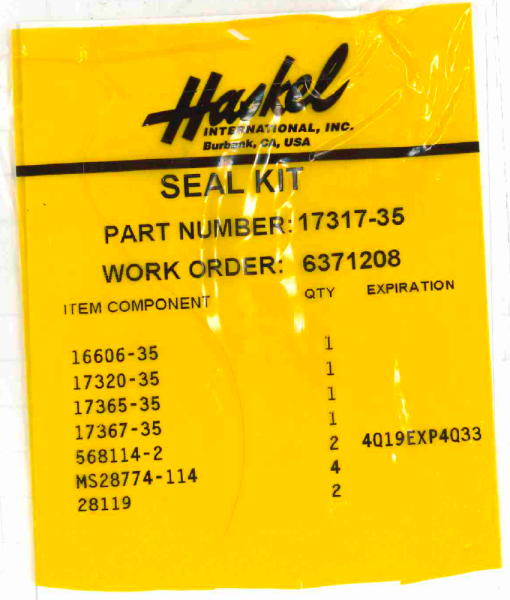 Haskel
INTERNATIONAL, INC.
Burbank, CA, USA
SEAL KIT
PART NUMBER: 17317-35
WORK ORDER: 6371208
ITEM COMPONENT QTY EXPIRATION
16606-35 1
17320-35 1
17365-35 1
17367-35 1
568114-2 2 4Q19EXP4Q33
MS28774-114 4
28119 2